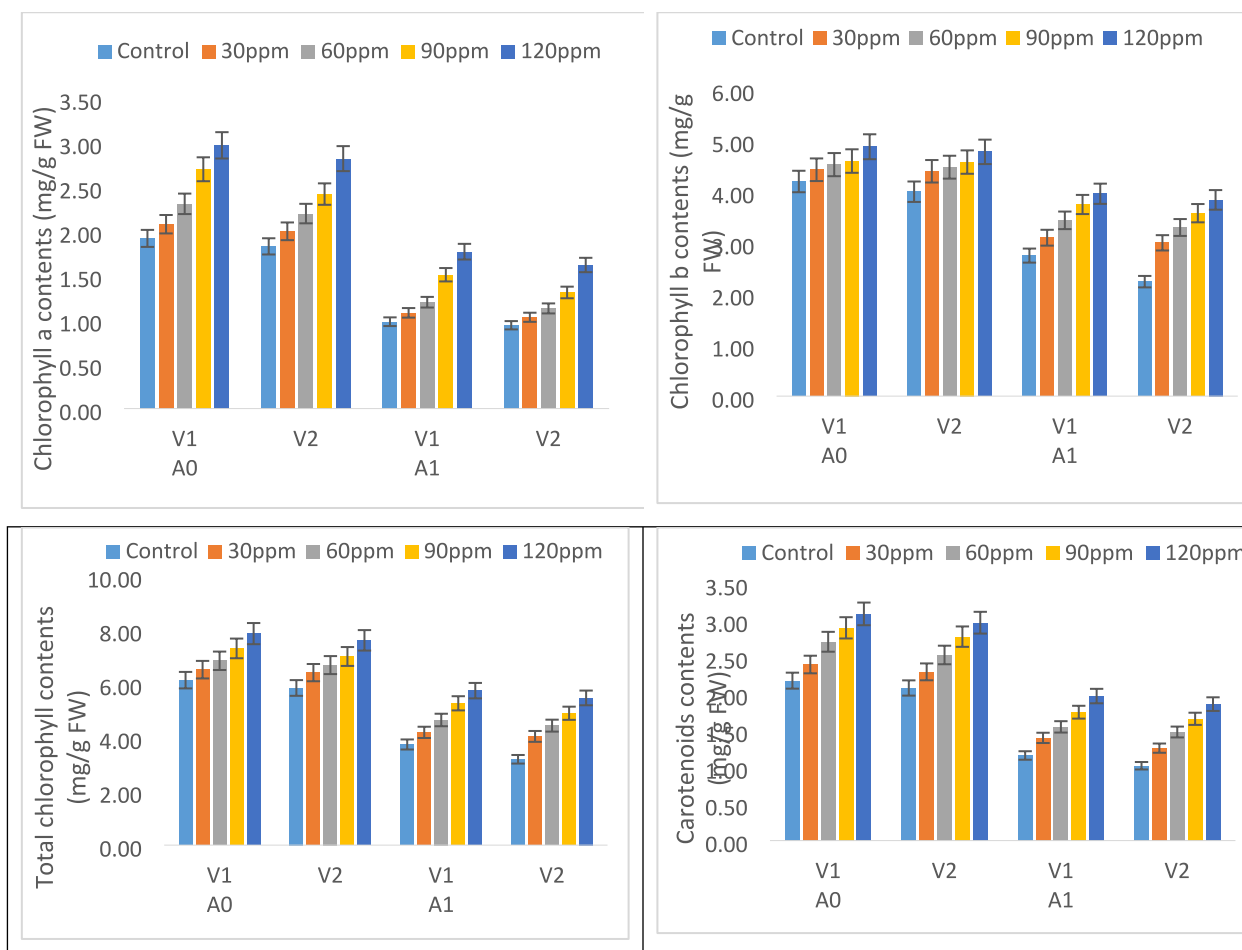 Control 30ppm 60ppm 90ppm 120ppm
Chlorophyll a contents (mg/g FW)
3.50
3.00
2.50
2.00
1.50
1.00
0.50
0.00
V1 V2 V1 V2
A0 A1
Control 30ppm 60ppm 90ppm 120ppm
Chlorophyll b contents (mg/g
FW)
6.00
5.00
4.00
3.00
2.00
1.00
0.00
V1 V2 V1 V2
A0 A1
Control 30ppm 60ppm 90ppm 120ppm
Total chlorophyll contents
(mg/g FW)
10.00
8.00
6.00
4.00
2.00
0.00
V1 V2 V1 V2
A0 A1
Control 30ppm 60ppm 90ppm 120ppm
Carotenoids contents
(mg/g FW)
3.50
3.00
2.50
2.00
1.50
1.00
0.50
0.00
V1 V2 V1 V2
A0 A1